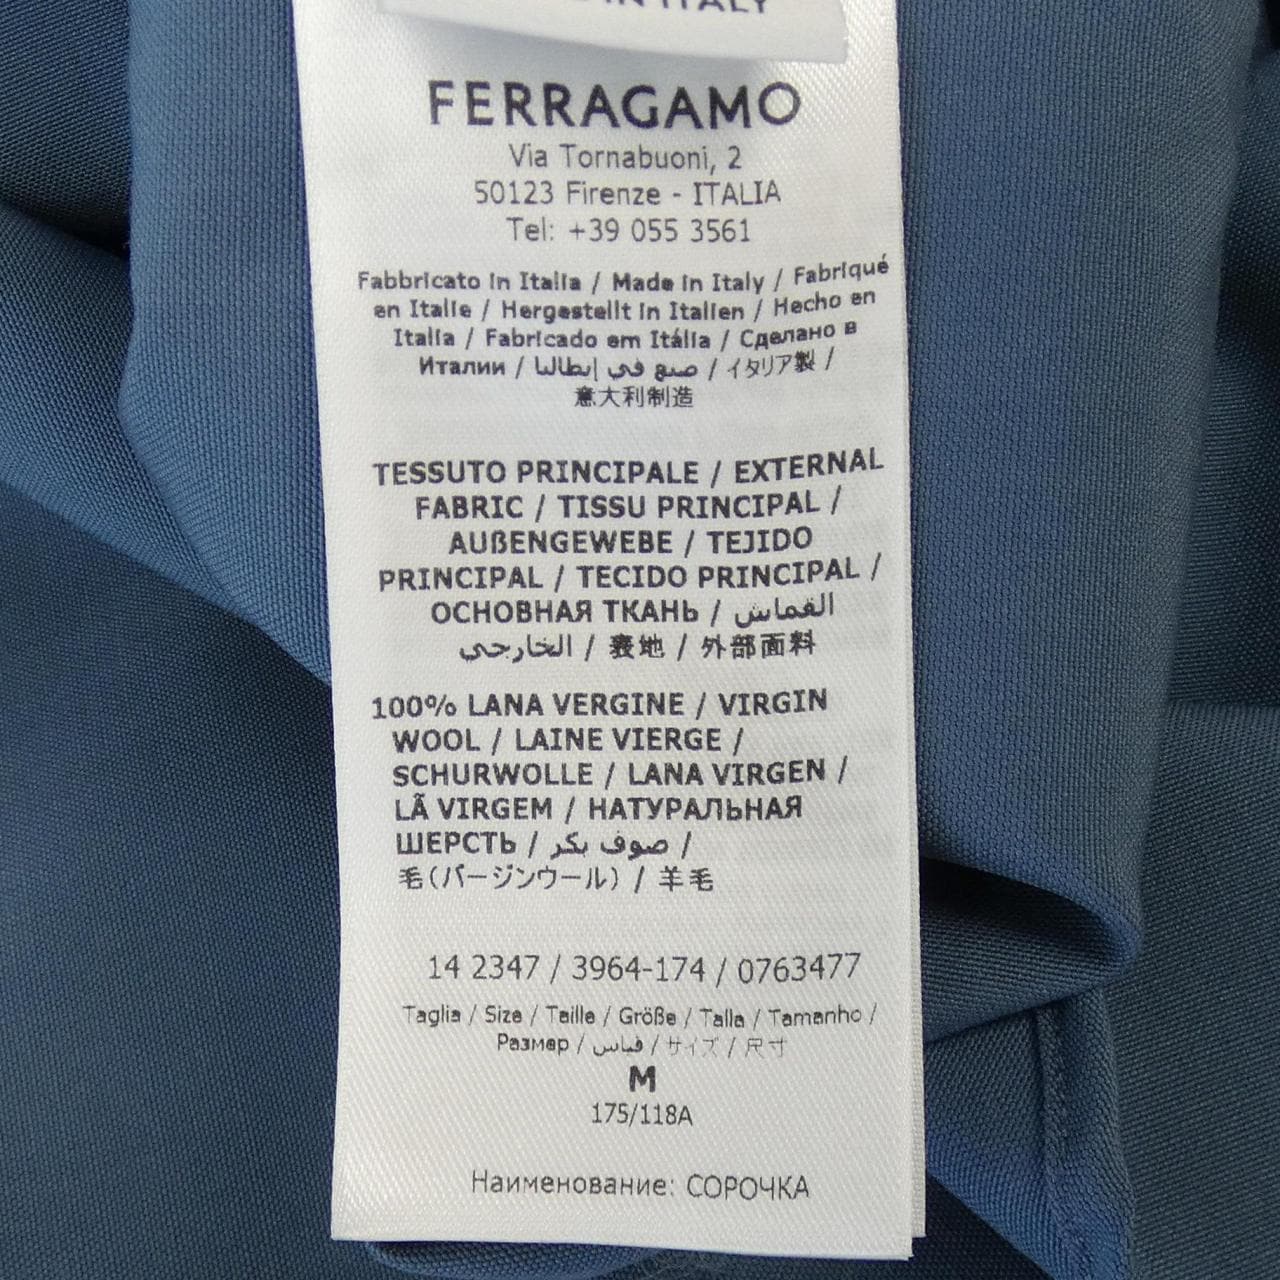 IN ITALY
FERRAGAMO
Via Tornabuoni, 2
50123 Firenze - ITALIA
Tel: +39 055 3561
Fabbricato in Italia / Made in Italy / Fabriqué
en Italie / Hergestellt in Italien / Hecho en
Italia / Fabricado em Itália / Сделано в
Италии / صنع في إيطاليا / イタリア製 /
意大利制造
TESSUTO PRINCIPALE / EXTERNAL
FABRIC / TISSU PRINCIPAL /
AUßENGEWEBE / TEJIDO
PRINCIPAL / TECIDO PRINCIPAL /
ОСНОВНАЯ ТКАНЬ / القماش
الخارجي / 表地 / 外部面料
100% LANA VERGINE / VIRGIN
WOOL / LAINE VIERGE /
SCHURWOLLE / LANA VIRGEN /
LÃ VIRGEM / НАТУРАЛЬНАЯ
ШЕРСТЬ / صوف بكر /
毛(バージンウール) / 羊毛
14 2347 / 3964-174 / 0763477
Taglia / Size / Taille / Größe / Talla / Tamanho /
Размер / قياس / サイズ / 尺寸
M
175/118A
Наименование: СОРОЧКА